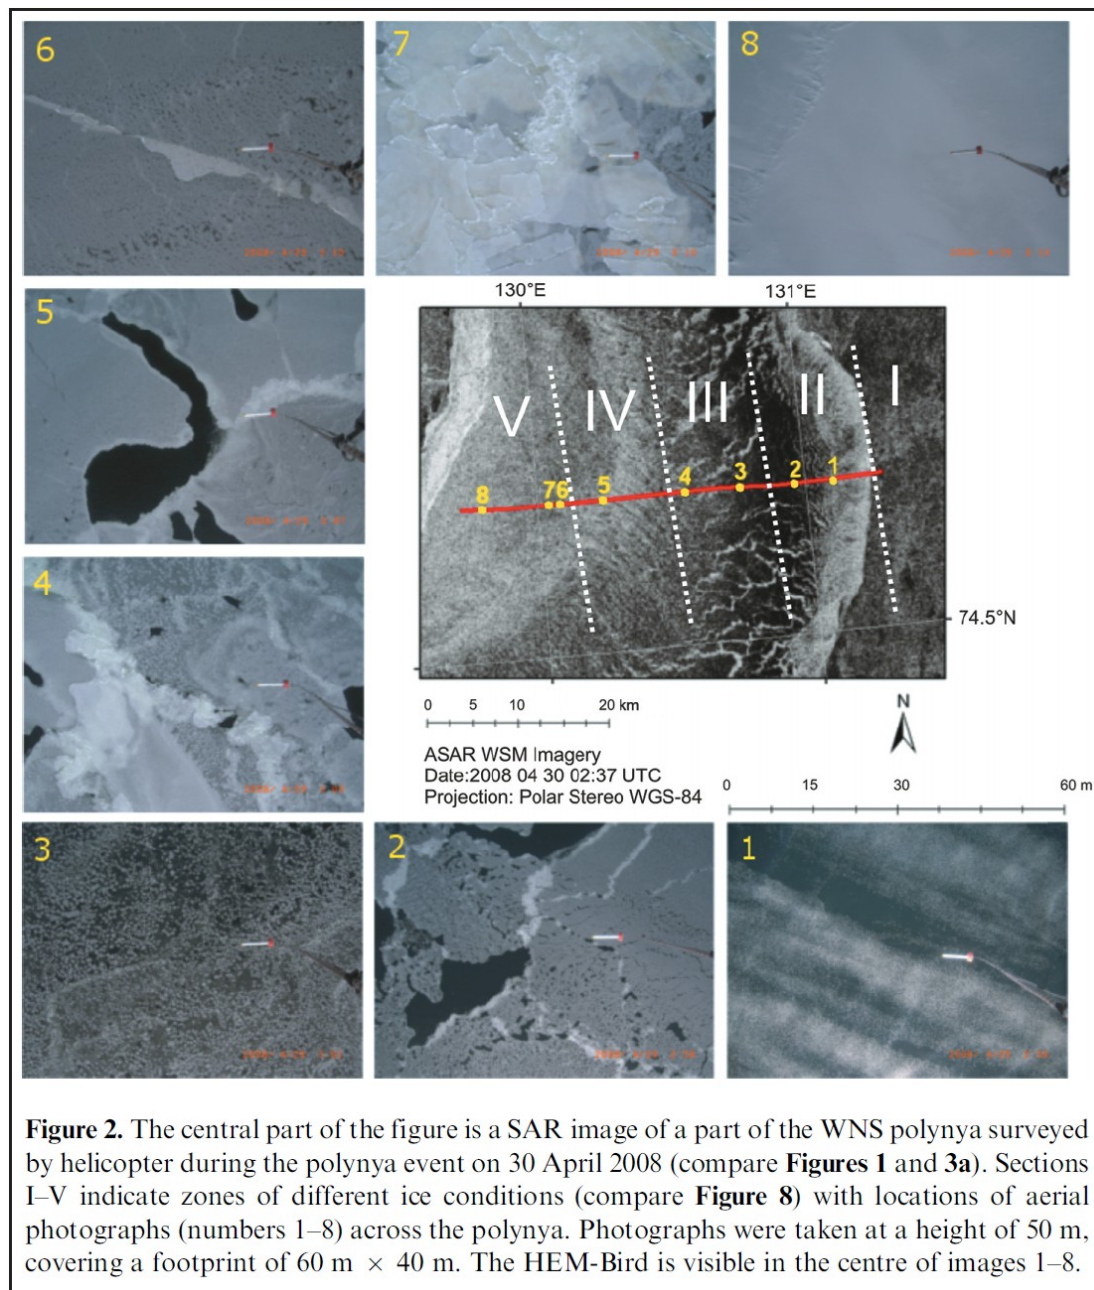 6
7
8
5
130°E
131°E
V
IV
III
II
I
8
7
6
5
4
3
2
1
74.5°N
4
0 5 10 20 km
N
ASAR WSM Imagery
Date:2008 04 30 02:37 UTC
Projection: Polar Stereo WGS-84
0 15 30 60 m
3
2
1
Figure 2. The central part of the figure is a SAR image of a part of the WNS polynya surveyed
by helicopter during the polynya event on 30 April 2008 (compare Figures 1 and 3a). Sections
I–V indicate zones of different ice conditions (compare Figure 8) with locations of aerial
photographs (numbers 1–8) across the polynya. Photographs were taken at a height of 50 m,
covering a footprint of 60 m × 40 m. The HEM-Bird is visible in the centre of images 1–8.